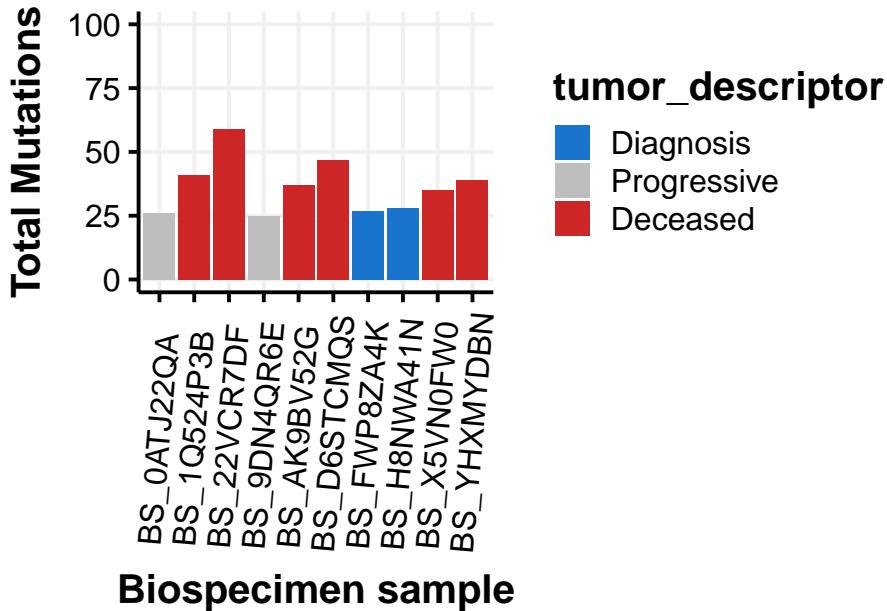 Total Mutations
100
75
50
25
0
BS_0ATJ22QA
BS_1Q524P3B
BS_22VCR7DF
BS_9DN4QR6E
BS_AK9BV52G
BS_D6STCMQS
BS_FWP8ZA4K
BS_H8NWA41N
BS_X5VN0FW0
BS_YHXMYDBN
Biospecimen sample
tumor_descriptor
Diagnosis
Progressive
Deceased